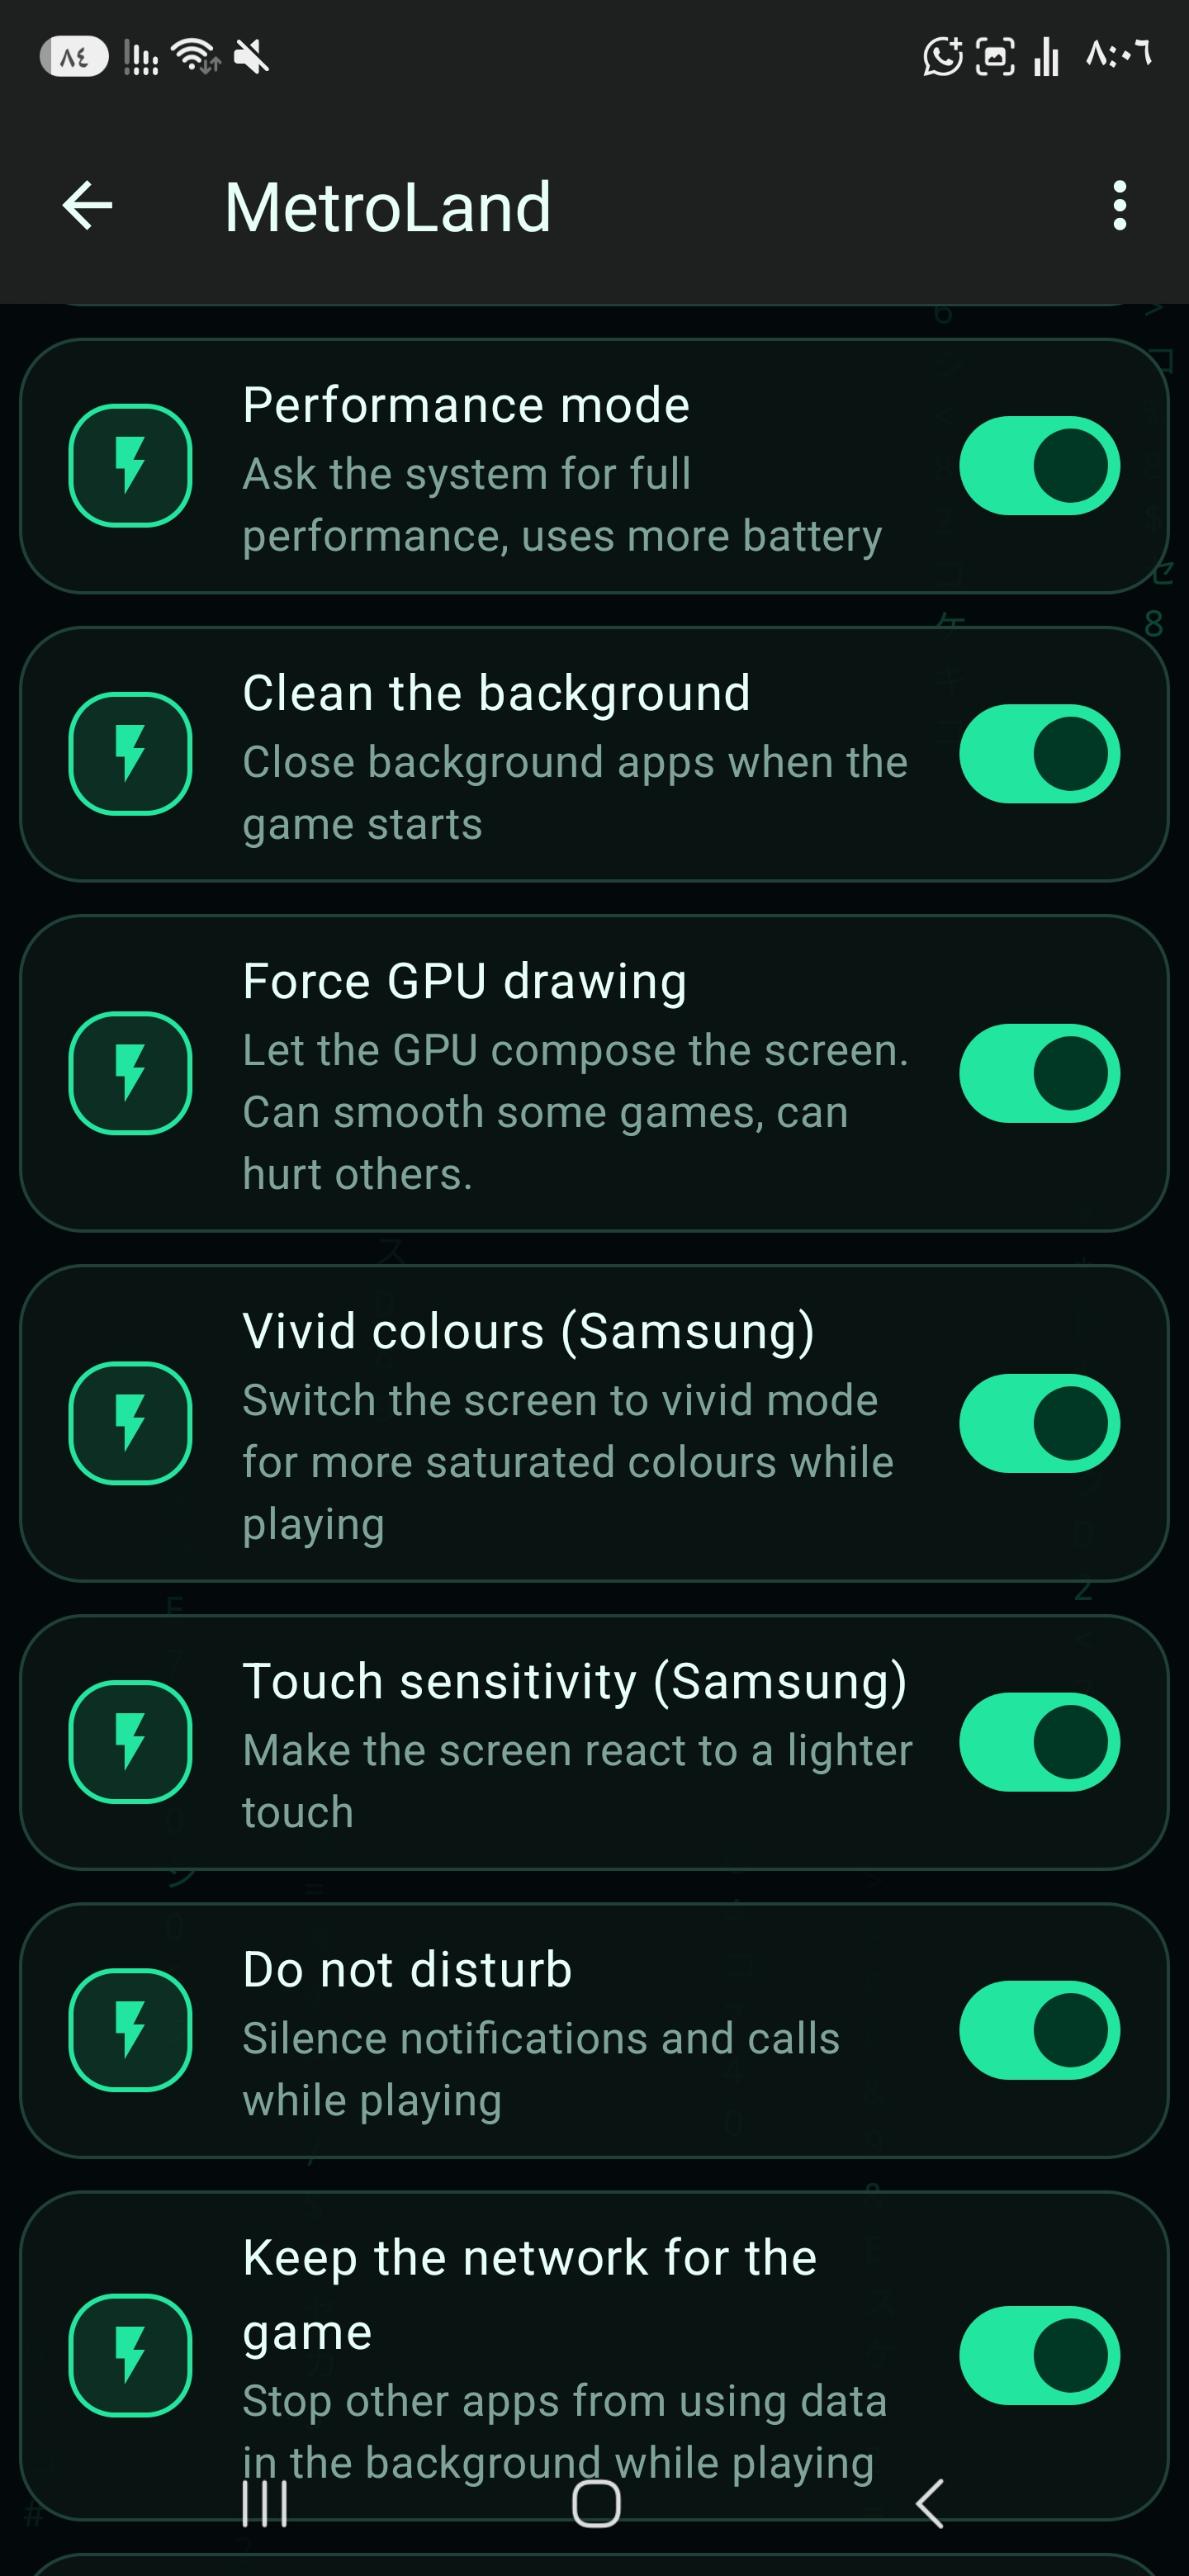 ٨٤
٨:٠٦
MetroLand
Performance mode
Ask the system for full
performance, uses more battery
Clean the background
Close background apps when the
game starts
Force GPU drawing
Let the GPU compose the screen.
Can smooth some games, can
hurt others.
Vivid colours (Samsung)
Switch the screen to vivid mode
for more saturated colours while
playing
Touch sensitivity (Samsung)
Make the screen react to a lighter
touch
Do not disturb
Silence notifications and calls
while playing
Keep the network for the
game
Stop other apps from using data
in the background while playing